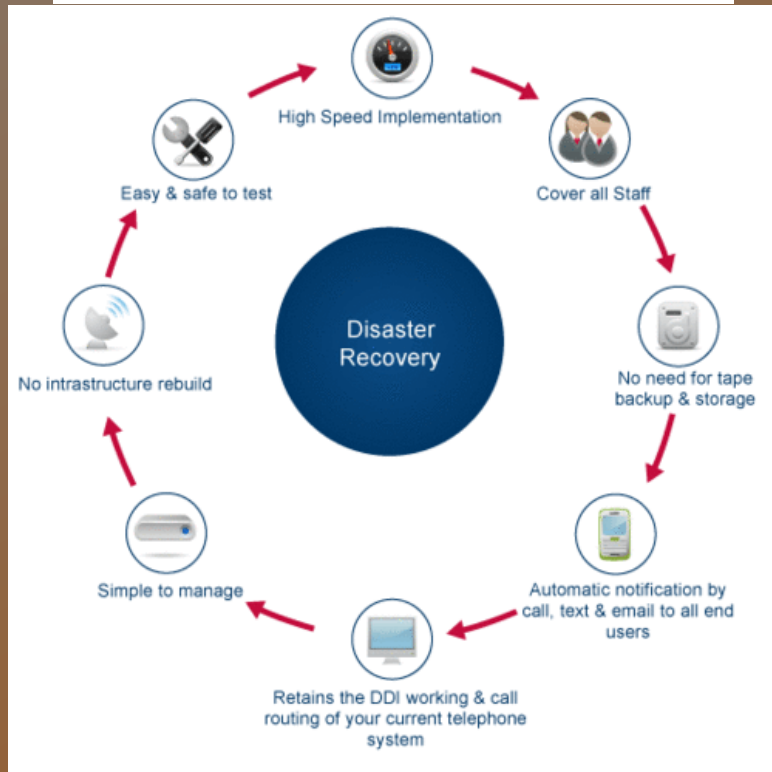 High Speed Implementation
Cover all Staff
No need for tape
backup & storage
Automatic notification by
call, text & email to all end
users
Retains the DDI working & call
routing of your current telephone
system
Simple to manage
No intrastructure rebuild
Easy & safe to test
Disaster
Recovery